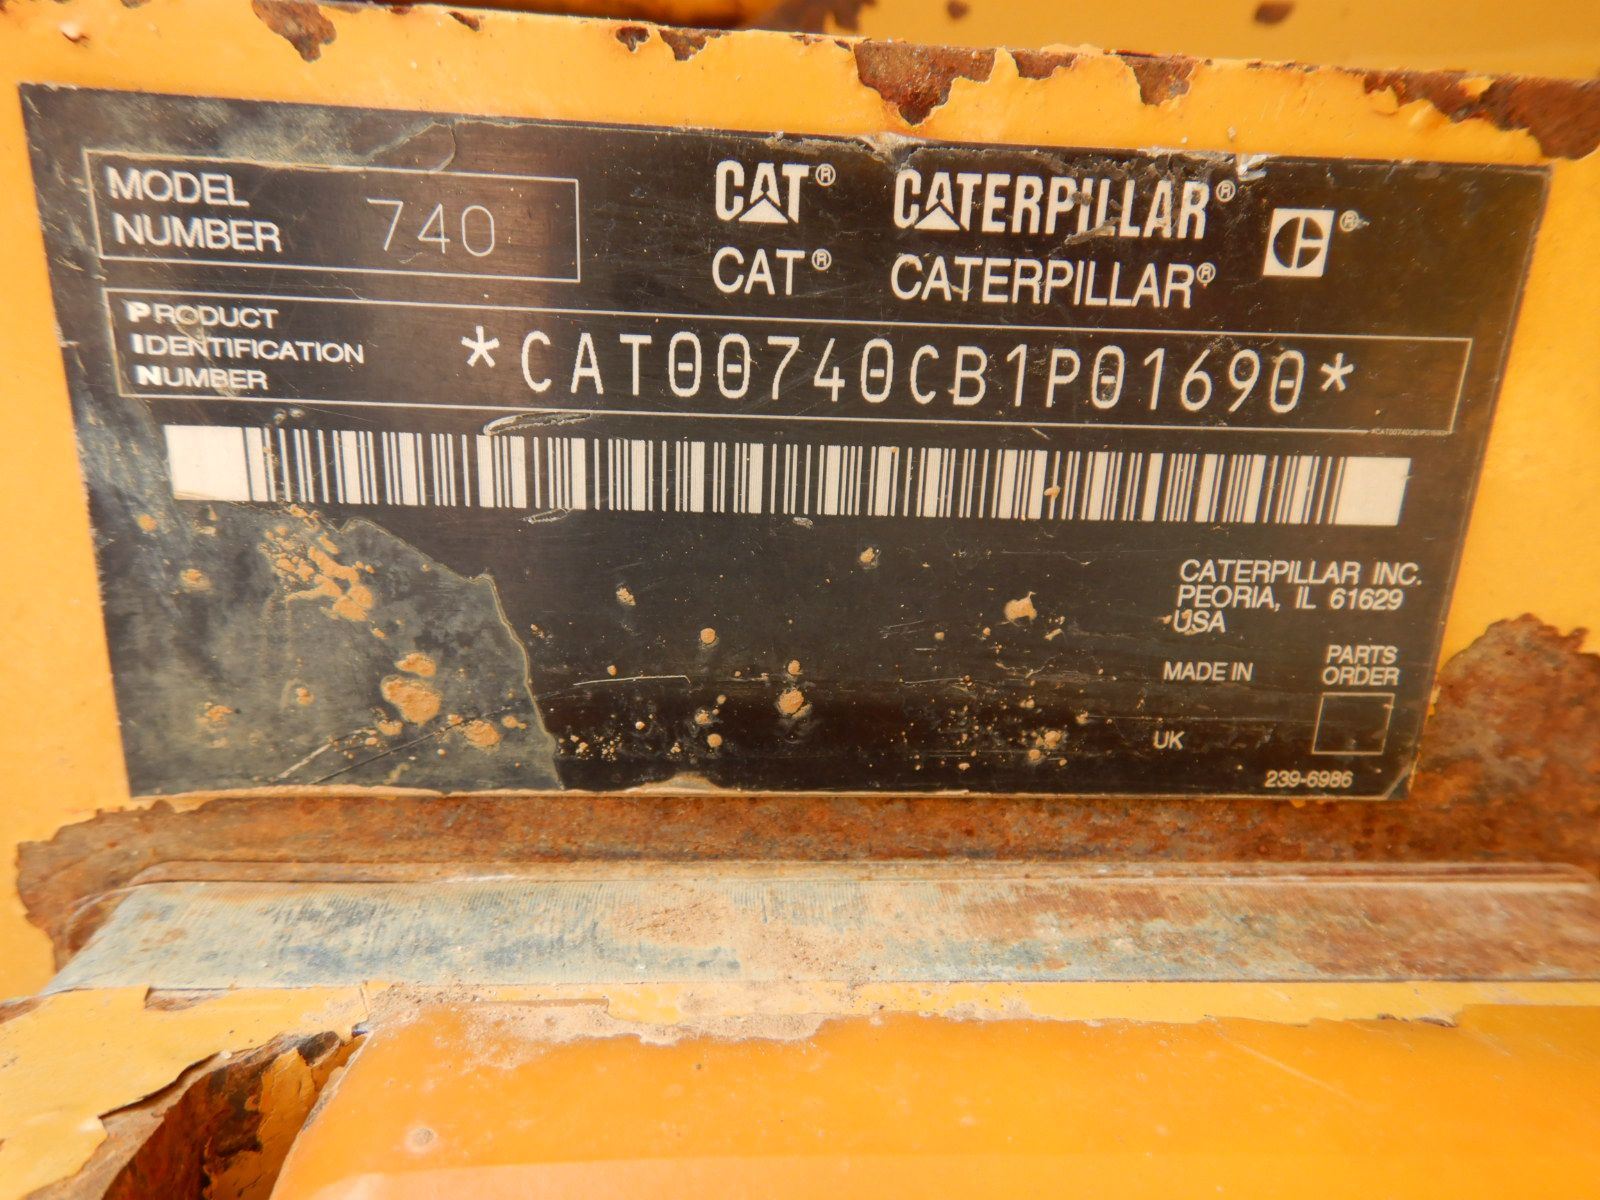 MODEL
NUMBER 740
CAT® CATERPILLAR®
CAT® CATERPILLAR®
PRODUCT
IDENTIFICATION
NUMBER
*CAT00740CB1P01690*
*CAT00740CB1P01690*
CATERPILLAR INC.
PEORIA, IL 61629
USA
MADE IN
UK
PARTS
ORDER
239-6986